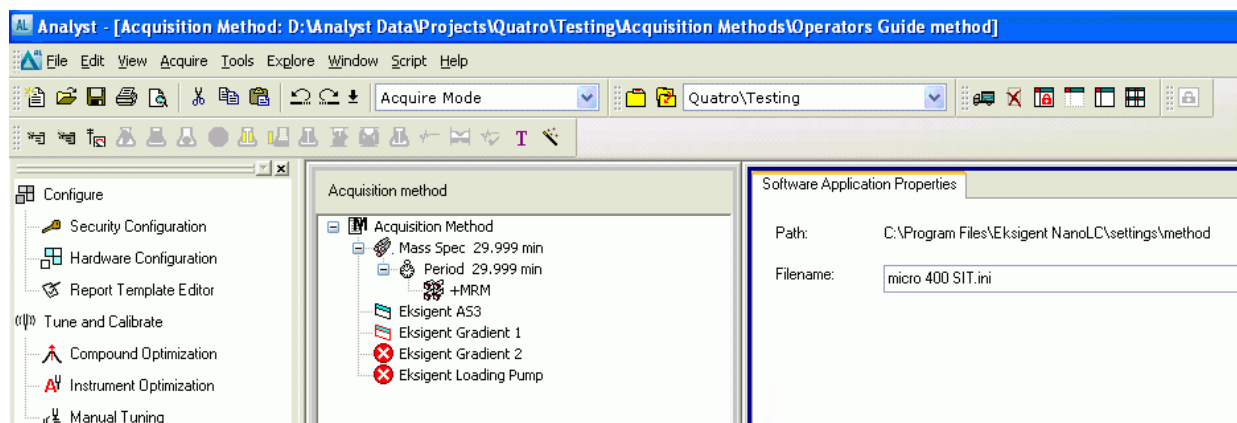 Analyst - [Acquisition Method: D:\Analyst Data\Projects\Quatro\Testing\Acquisition Methods\Operators Guide method]
File Edit View Acquire Tools Explore Window Script Help
Acquire Mode
Quatro\Testing
T
Configure
Security Configuration
Hardware Configuration
Report Template Editor
Tune and Calibrate
Compound Optimization
Instrument Optimization
Manual Tuning
Acquisition method
Acquisition Method
Mass Spec 29.999 min
Period 29.999 min
+MRM
Eksigent AS3
Eksigent Gradient 1
Eksigent Gradient 2
Eksigent Loading Pump
Software Application Properties
Path: C:\Program Files\Eksigent NanoLC\settings\method
Filename: micro 400 SIT.ini